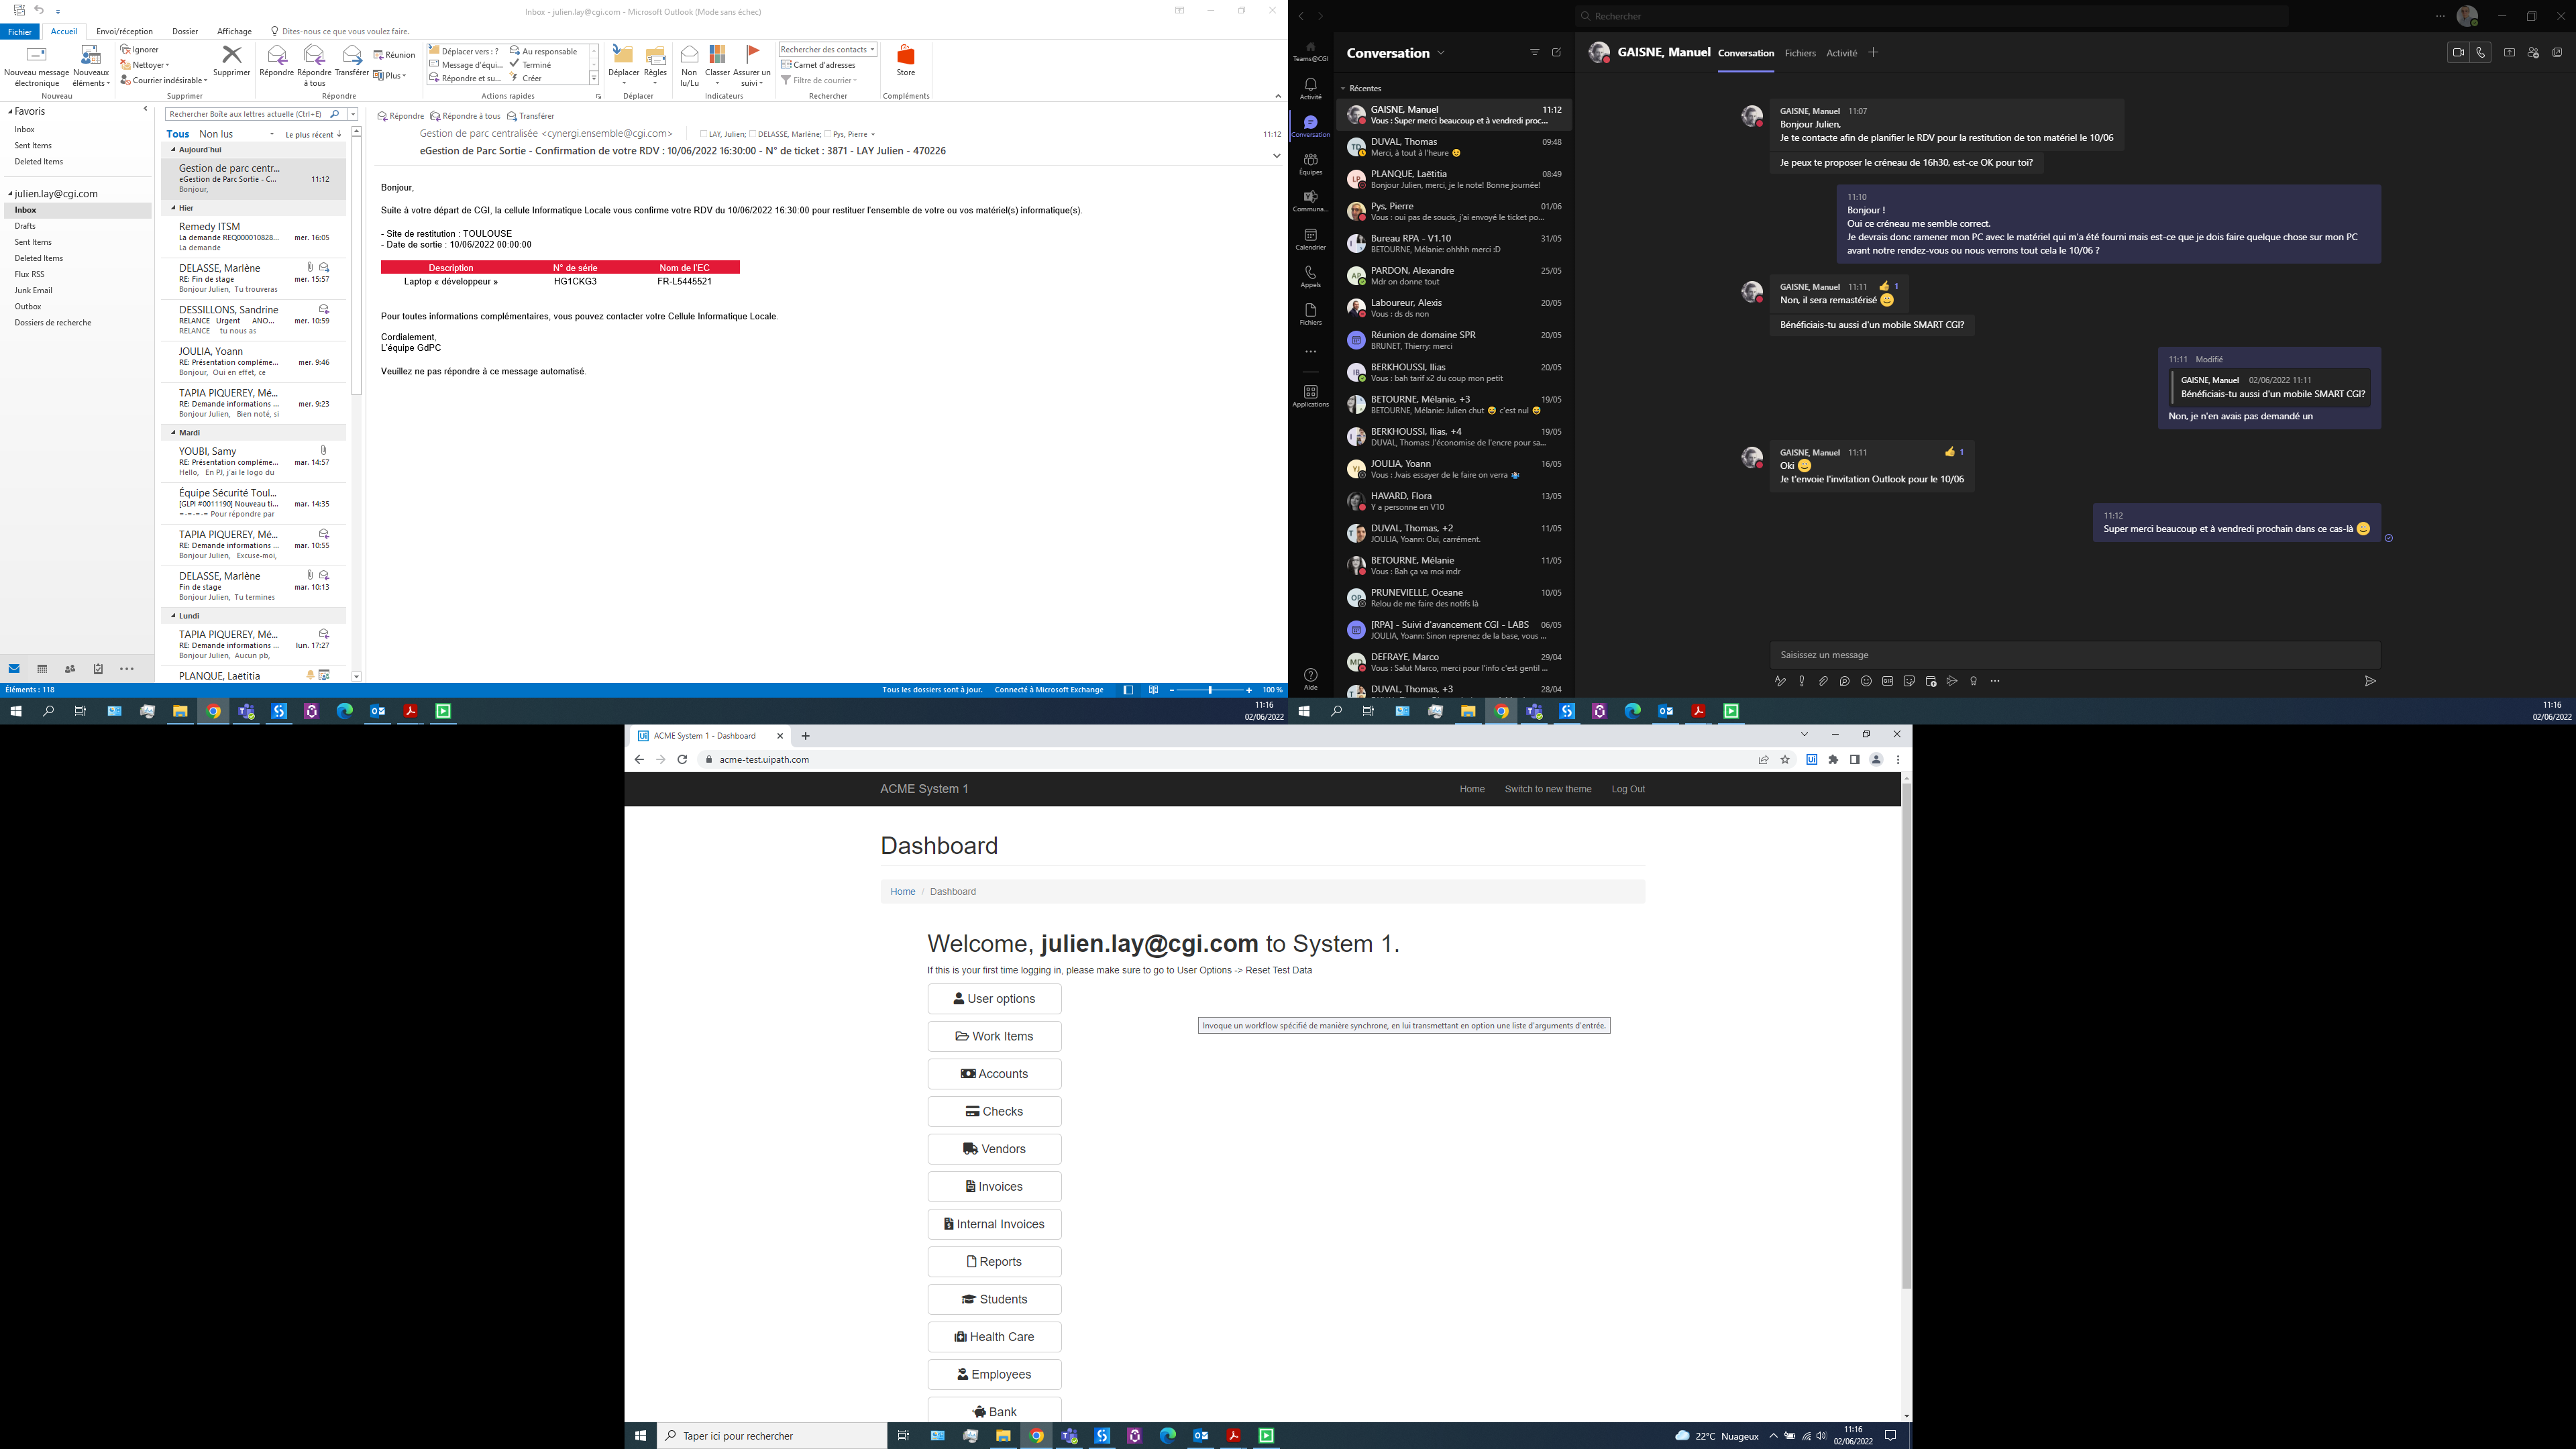 Inbox - julien.lay@cgi.com - Microsoft Outlook (Mode sans échec)
Fichier Accueil Envoi/réception Dossier Affichage Dites-nous ce que vous voulez faire.
Nouveau message électronique
Nouveaux éléments
Nouveau
Ignorer
Nettoyer
Courrier indésirable
Supprimer
Supprimer
Répondre
Répondre à tous
Transférer
Réunion
Plus
Répondre
Déplacer vers : ?
Message d'équi...
Répondre et su...
Au responsable
Terminé
Créer
Actions rapides
Déplacer
Règles
Déplacer
Non lu/Lu
Classer
Assurer un suivi
Indicateurs
Rechercher des contacts
Carnet d'adresses
Filtre de courrier
Rechercher
Store
Compléments
Favoris
Inbox
Sent Items
Deleted Items
julien.lay@cgi.com
Inbox
Drafts
Sent Items
Deleted Items
Flux RSS
Junk Email
Outbox
Dossiers de recherche
Rechercher Boîte aux lettres actuelle (Ctrl+E)
Tous Non lus Le plus récent
Aujourd'hui
Gestion de parc centr...
eGestion de Parc Sortie - C... 11:12
Bonjour,
Hier
Remedy ITSM
La demande REQ000010828... mer. 16:05
La demande
DELASSE, Marlène
RE: Fin de stage mer. 15:57
Bonjour Julien, Tu trouveras
DESSILLONS, Sandrine
RELANCE Urgent ANO... mer. 10:59
RELANCE tu nous as
JOULIA, Yoann
RE: Présentation compléme... mer. 9:46
Bonjour, Oui en effet, ce
TAPIA PIQUEREY, Mé...
RE: Demande informations ... mer. 9:23
Bonjour Julien, Bien noté, si
Mardi
YOUBI, Samy
RE: Présentation compléme... mar. 14:57
Hello, En PJ, j'ai le logo du
Équipe Sécurité Toul...
[GLPI #0011190] Nouveau ti... mar. 14:35
=-=-=-= Pour répondre par
TAPIA PIQUEREY, Mé...
RE: Demande informations ... mar. 10:55
Bonjour Julien, Excuse-moi,
DELASSE, Marlène
Fin de stage mar. 10:13
Bonjour Julien, Tu termines
Lundi
TAPIA PIQUEREY, Mé...
RE: Demande informations ... lun. 17:27
Bonjour Julien, Aucun pb,
PLANQUE, Laëtitia
Répondre Répondre à tous Transférer
Gestion de parc centralisée <cynergi.ensemble@cgi.com> LAY, Julien; DELASSE, Marlène; Pys, Pierre 11:12
eGestion de Parc Sortie - Confirmation de votre RDV : 10/06/2022 16:30:00 - N° de ticket : 3871 - LAY Julien - 470226
Bonjour,
Suite à votre départ de CGI, la cellule Informatique Locale vous confirme votre RDV du 10/06/2022 16:30:00 pour restituer l'ensemble de votre ou vos matériel(s) informatique(s).
- Site de restitution : TOULOUSE
- Date de sortie : 10/06/2022 00:00:00
Description N° de série Nom de l'EC
Laptop « développeur » HG1CKG3 FR-L5445521
Pour toutes informations complémentaires, vous pouvez contacter votre Cellule Informatique Locale.
Cordialement,
L'équipe GdPC
Veuillez ne pas répondre à ce message automatisé.
Éléments : 118 Tous les dossiers sont à jour. Connecté à Microsoft Exchange 100 %
11:16
02/06/2022
Rechercher
Teams@CGI
Activité
Conversation
Équipes
Communa...
Calendrier
Appels
Fichiers
Applications
Aide
Conversation
Récentes
GAISNE, Manuel 11:12
Vous : Super merci beaucoup et à vendredi proc...
DUVAL, Thomas 09:48
Merci, à tout à l'heure
PLANQUE, Laëtitia 08:49
Bonjour Julien, merci, je le note! Bonne journée!
Pys, Pierre 01/06
Vous : oui pas de soucis, j'ai envoyé le ticket po...
Bureau RPA - V1.10 31/05
BETOURNE, Mélanie: ohhhh merci :D
PARDON, Alexandre 25/05
Mdr on donne tout
Laboureur, Alexis 20/05
Vous : ds ds non
Réunion de domaine SPR 20/05
BRUNET, Thierry: merci
BERKHOUSSI, Ilias 20/05
Vous : bah tarif x2 du coup mon petit
BETOURNE, Mélanie, +3 19/05
BETOURNE, Mélanie: Julien chut c'est nul
BERKHOUSSI, Ilias, +4 19/05
DUVAL, Thomas: J'économise de l'encre pour sa...
JOULIA, Yoann 16/05
Vous : Jvais essayer de le faire on verra
HAVARD, Flora 13/05
Y a personne en V10
DUVAL, Thomas, +2 11/05
JOULIA, Yoann: Oui, carrément.
BETOURNE, Mélanie 11/05
Vous : Bah ça va moi mdr
PRUNEVIELLE, Oceane 10/05
Relou de me faire des notifs là
[RPA] - Suivi d'avancement CGI - LABS 06/05
JOULIA, Yoann: Sinon reprenez de la base, vous ...
DEFRAYE, Marco 29/04
Vous : Salut Marco, merci pour l'info c'est gentil ...
DUVAL, Thomas, +3 28/04
GAISNE, Manuel Conversation Fichiers Activité
GAISNE, Manuel 11:07
Bonjour Julien,
Je te contacte afin de planifier le RDV pour la restitution de ton matériel le 10/06
Je peux te proposer le créneau de 16h30, est-ce OK pour toi?
11:10
Bonjour !
Oui ce créneau me semble correct.
Je devrais donc ramener mon PC avec le matériel qui m'a été fourni mais est-ce que je dois faire quelque chose sur mon PC
avant notre rendez-vous ou nous verrons tout cela le 10/06 ?
GAISNE, Manuel 11:11 1
Non, il sera remastérisé
Bénéficiais-tu aussi d'un mobile SMART CGI?
11:11 Modifié
GAISNE, Manuel 02/06/2022 11:11
Bénéficiais-tu aussi d'un mobile SMART CGI?
Non, je n'en avais pas demandé un
GAISNE, Manuel 11:11 1
Oki
Je t'envoie l'invitation Outlook pour le 10/06
11:12
Super merci beaucoup et à vendredi prochain dans ce cas-là
Saisissez un message
11:16
02/06/2022
ACME System 1 - Dashboard
acme-test.uipath.com
ACME System 1 Home Switch to new theme Log Out
Dashboard
Home / Dashboard
Welcome, julien.lay@cgi.com to System 1.
If this is your first time logging in, please make sure to go to User Options -> Reset Test Data
User options
Invoque un workflow spécifié de manière synchrone, en lui transmettant en option une liste d'arguments d'entrée.
Work Items
Accounts
Checks
Vendors
Invoices
Internal Invoices
Reports
Students
Health Care
Employees
Bank
Taper ici pour rechercher
22°C Nuageux
11:16
02/06/2022